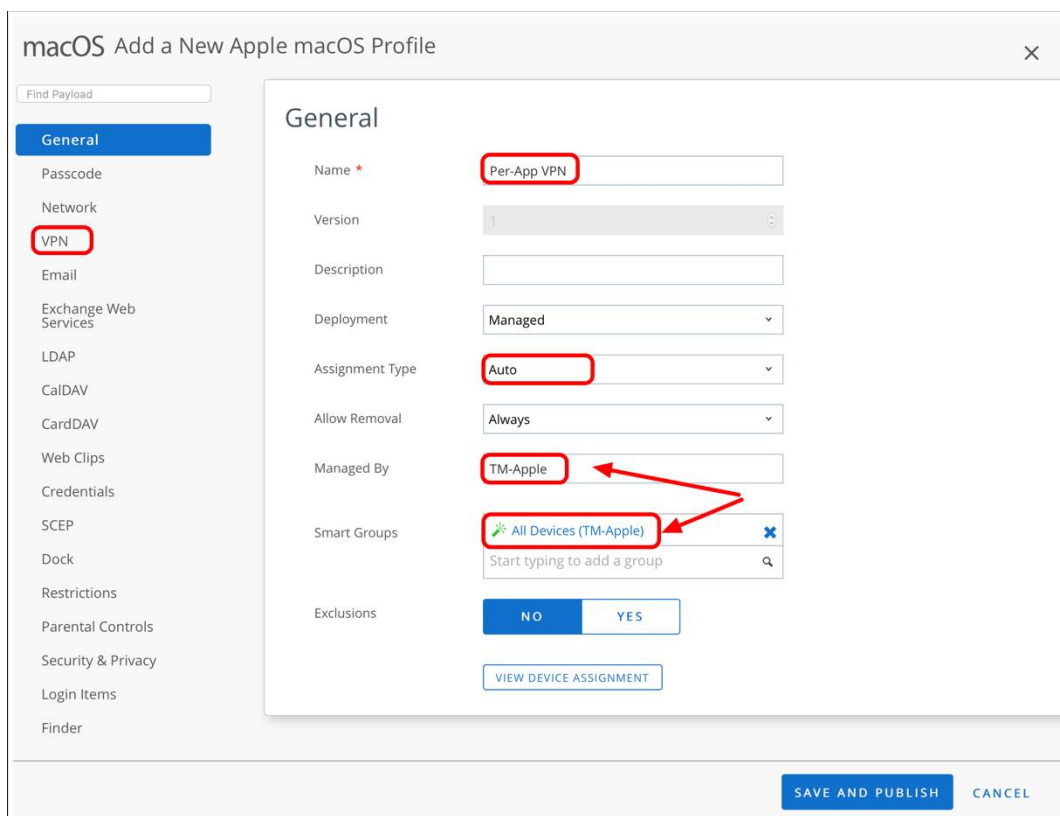 macOS Add a New Apple macOS Profile
Find Payload
General
Passcode
Network
VPN
Email
Exchange Web
Services
LDAP
CalDAV
CardDAV
Web Clips
Credentials
SCEP
Dock
Restrictions
Parental Controls
Security & Privacy
Login Items
Finder
General
Name *
Per-App VPN
Version
1
Description
Deployment
Managed
Assignment Type
Auto
Allow Removal
Always
Managed By
TM-Apple
Smart Groups
All Devices (TM-Apple)
Start typing to add a group
Exclusions
NO YES
VIEW DEVICE ASSIGNMENT
SAVE AND PUBLISH CANCEL